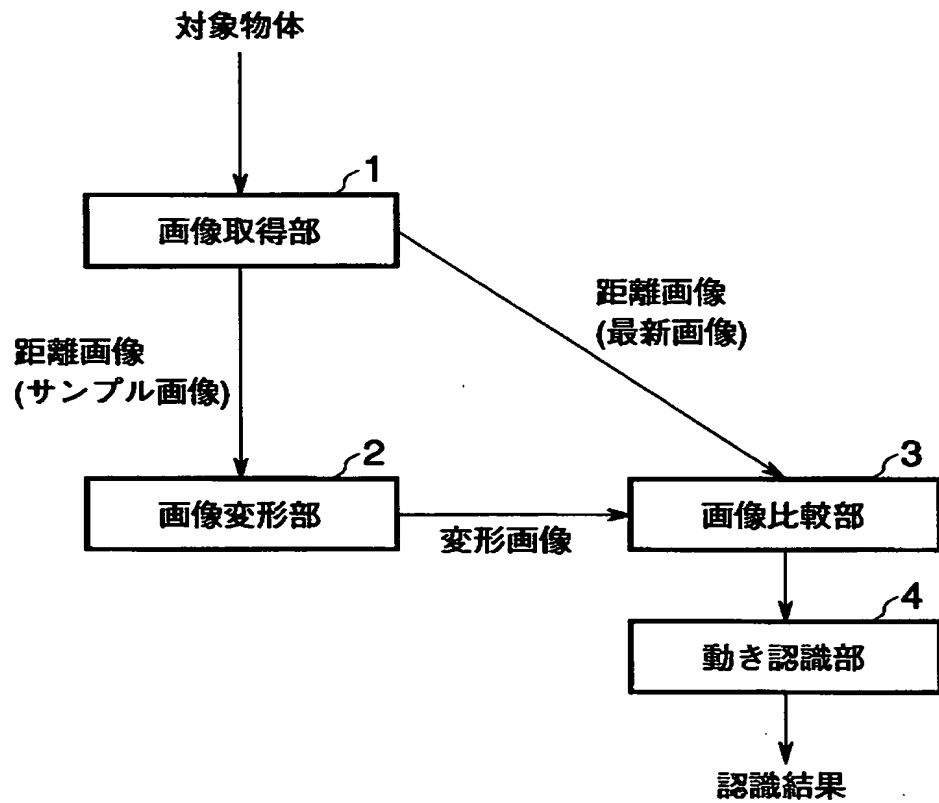 対象物体
1
画像取得部
距離画像
(最新画像)
距離画像
(サンプル画像)
2
画像変形部
変形画像
3
画像比較部
4
動き認識部
認識結果